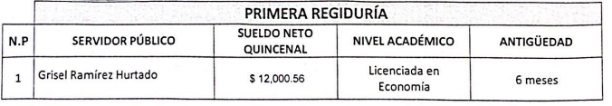 PRIMERA REGIDURÍA
N.P SERVIDOR PÚBLICO SUELDO NETO QUINCENAL NIVEL ACADÉMICO ANTIGÜEDAD
1 Grisel Ramírez Hurtado $ 12,000.56 Licenciada en Economía 6 meses